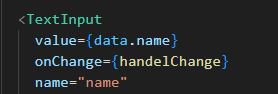 <TextInput
value={data.name}
onChange={handelChange}
name="name"